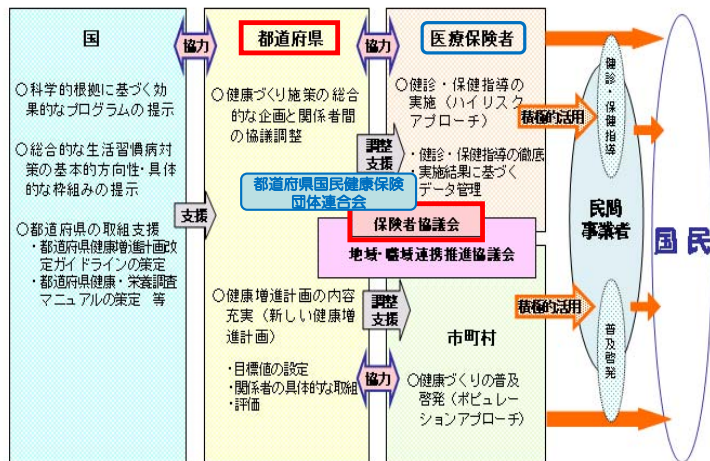 国
○科学的根拠に基づく効
果的なプログラムの提示
○総合的な生活習慣病対
策の基本的方向性・具体
的な枠組みの提示
○都道府県の取組支援
・都道府県健康増進計画改
定ガイドラインの策定
・都道府県健康・栄養調査
マニュアルの策定 等
協力
支援
都道府県
○健康づくり施策の総合
的な企画と関係者間
の協議調整
都道府県国民健康保険
団体連合会
保険者協議会
地域・職域連携推進協議会
○健康増進計画の内容
充実（新しい健康増
進計画）
・目標値の設定
・関係者の具体的な取組
・評価
協力
調整
支援
調整
支援
協力
医療保険者
○健診・保健指導の
実施（ハイリスク
アプローチ）
・健診・保健指導の徹底
・実施結果に基づく
データ管理
市町村
○健康づくりの普及
啓発（ポピュレー
ションアプローチ）
積極的活用
積極的活用
健診・保健指導
民間
事業者
普及啓発
国民